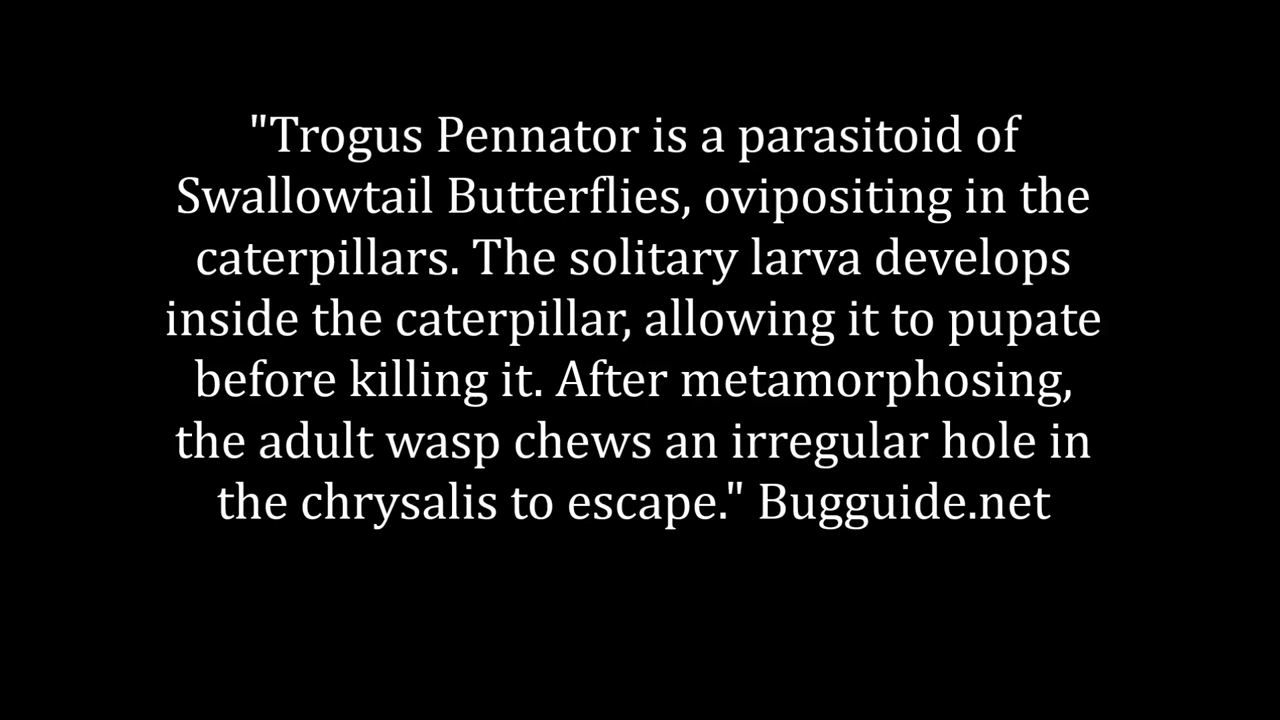 "Trogus Pennator is a parasitoid of
Swallowtail Butterflies, ovipositing in the
caterpillars. The solitary larva develops
inside the caterpillar, allowing it to pupate
before killing it. After metamorphosing,
the adult wasp chews an irregular hole in
the chrysalis to escape." Bugguide.net